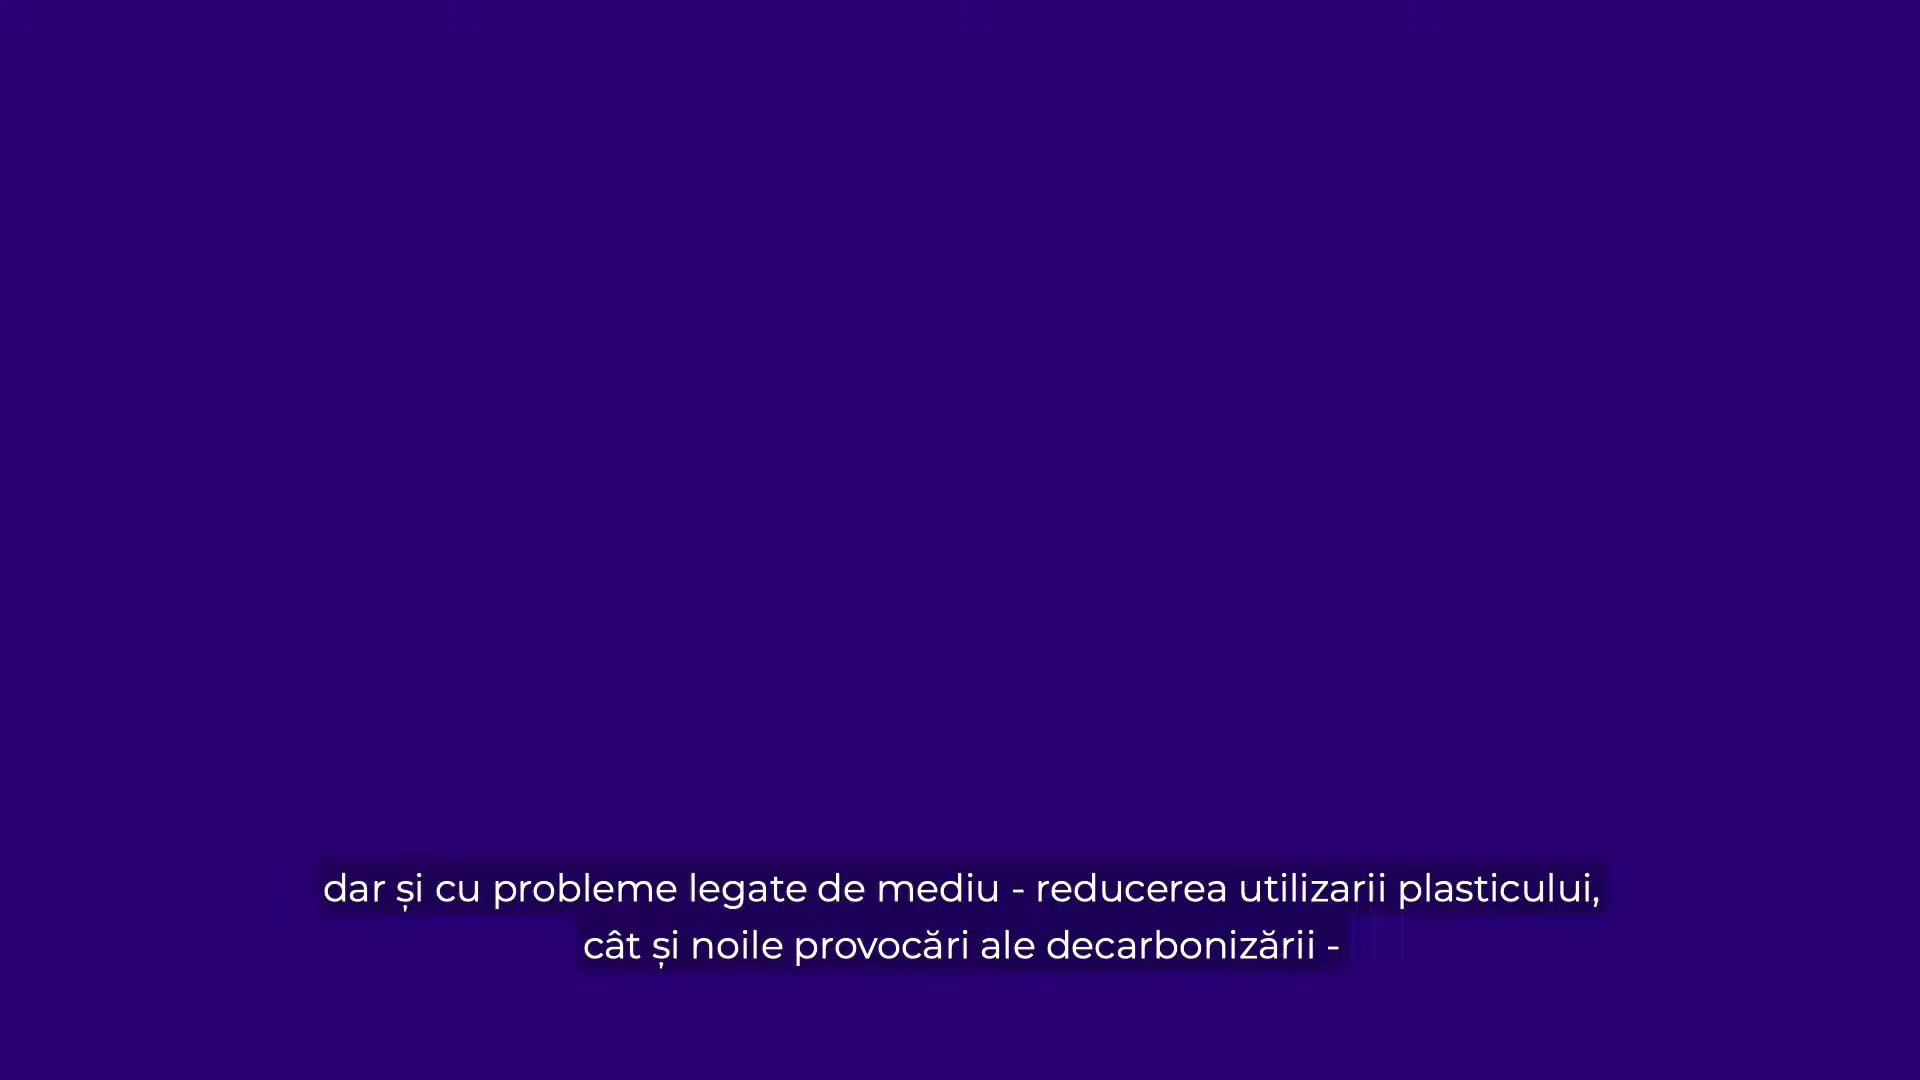 dar și cu probleme legate de mediu - reducerea utilizarii plasticului,
cât și noile provocări ale decarbonizării -